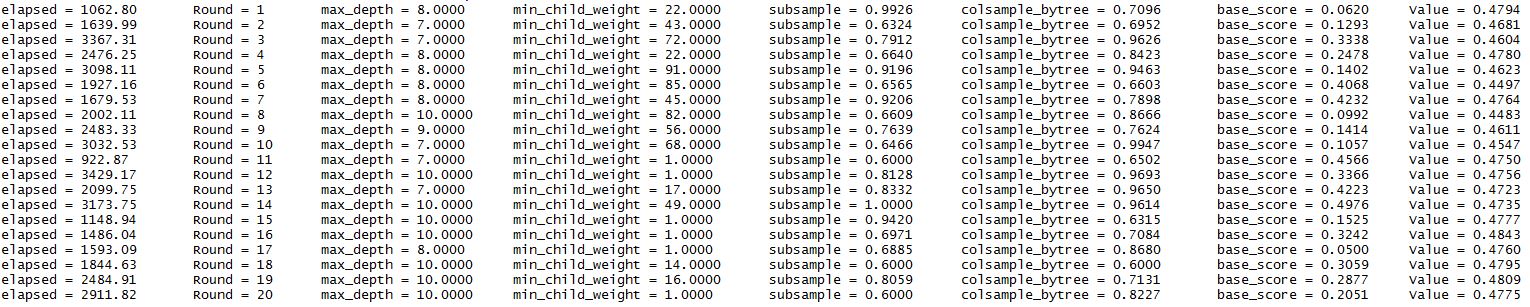 elapsed = 1062.80 Round = 1 max_depth = 8.0000 min_child_weight = 22.0000 subsample = 0.9926 colsample_bytree = 0.7096 base_score = 0.0620 Value = 0.4794
elapsed = 1639.99 Round = 2 max_depth = 7.0000 min_child_weight = 43.0000 subsample = 0.6324 colsample_bytree = 0.6952 base_score = 0.1293 Value = 0.4681
elapsed = 3367.31 Round = 3 max_depth = 7.0000 min_child_weight = 72.0000 subsample = 0.7912 colsample_bytree = 0.9626 base_score = 0.3338 Value = 0.4604
elapsed = 2476.25 Round = 4 max_depth = 8.0000 min_child_weight = 22.0000 subsample = 0.6640 colsample_bytree = 0.8423 base_score = 0.2478 Value = 0.4780
elapsed = 3098.11 Round = 5 max_depth = 8.0000 min_child_weight = 91.0000 subsample = 0.9196 colsample_bytree = 0.9463 base_score = 0.1402 Value = 0.4623
elapsed = 1927.16 Round = 6 max_depth = 8.0000 min_child_weight = 85.0000 subsample = 0.6565 colsample_bytree = 0.6603 base_score = 0.4068 Value = 0.4497
elapsed = 1679.53 Round = 7 max_depth = 8.0000 min_child_weight = 45.0000 subsample = 0.9206 colsample_bytree = 0.7898 base_score = 0.4232 Value = 0.4764
elapsed = 2002.11 Round = 8 max_depth = 10.0000 min_child_weight = 82.0000 subsample = 0.6609 colsample_bytree = 0.8666 base_score = 0.0992 Value = 0.4483
elapsed = 2483.33 Round = 9 max_depth = 9.0000 min_child_weight = 56.0000 subsample = 0.7639 colsample_bytree = 0.7624 base_score = 0.1414 Value = 0.4611
elapsed = 3032.53 Round = 10 max_depth = 7.0000 min_child_weight = 68.0000 subsample = 0.6466 colsample_bytree = 0.9947 base_score = 0.1057 Value = 0.4547
elapsed = 922.87 Round = 11 max_depth = 7.0000 min_child_weight = 1.0000 subsample = 0.6000 colsample_bytree = 0.6502 base_score = 0.4566 Value = 0.4750
elapsed = 3429.17 Round = 12 max_depth = 10.0000 min_child_weight = 1.0000 subsample = 0.8128 colsample_bytree = 0.9693 base_score = 0.3366 Value = 0.4756
elapsed = 2099.75 Round = 13 max_depth = 7.0000 min_child_weight = 17.0000 subsample = 0.8332 colsample_bytree = 0.9650 base_score = 0.4223 Value = 0.4723
elapsed = 3173.75 Round = 14 max_depth = 10.0000 min_child_weight = 49.0000 subsample = 1.0000 colsample_bytree = 0.9614 base_score = 0.4976 Value = 0.4735
elapsed = 1148.94 Round = 15 max_depth = 10.0000 min_child_weight = 1.0000 subsample = 0.9420 colsample_bytree = 0.6315 base_score = 0.1525 Value = 0.4777
elapsed = 1486.04 Round = 16 max_depth = 10.0000 min_child_weight = 1.0000 subsample = 0.6971 colsample_bytree = 0.7084 base_score = 0.3242 Value = 0.4843
elapsed = 1593.09 Round = 17 max_depth = 8.0000 min_child_weight = 1.0000 subsample = 0.6885 colsample_bytree = 0.8680 base_score = 0.0500 Value = 0.4760
elapsed = 1844.63 Round = 18 max_depth = 10.0000 min_child_weight = 14.0000 subsample = 0.6000 colsample_bytree = 0.6000 base_score = 0.3059 Value = 0.4795
elapsed = 2484.91 Round = 19 max_depth = 10.0000 min_child_weight = 16.0000 subsample = 0.8059 colsample_bytree = 0.7131 base_score = 0.2877 Value = 0.4809
elapsed = 2911.82 Round = 20 max_depth = 10.0000 min_child_weight = 1.0000 subsample = 0.6000 colsample_bytree = 0.8227 base_score = 0.2051 Value = 0.4775